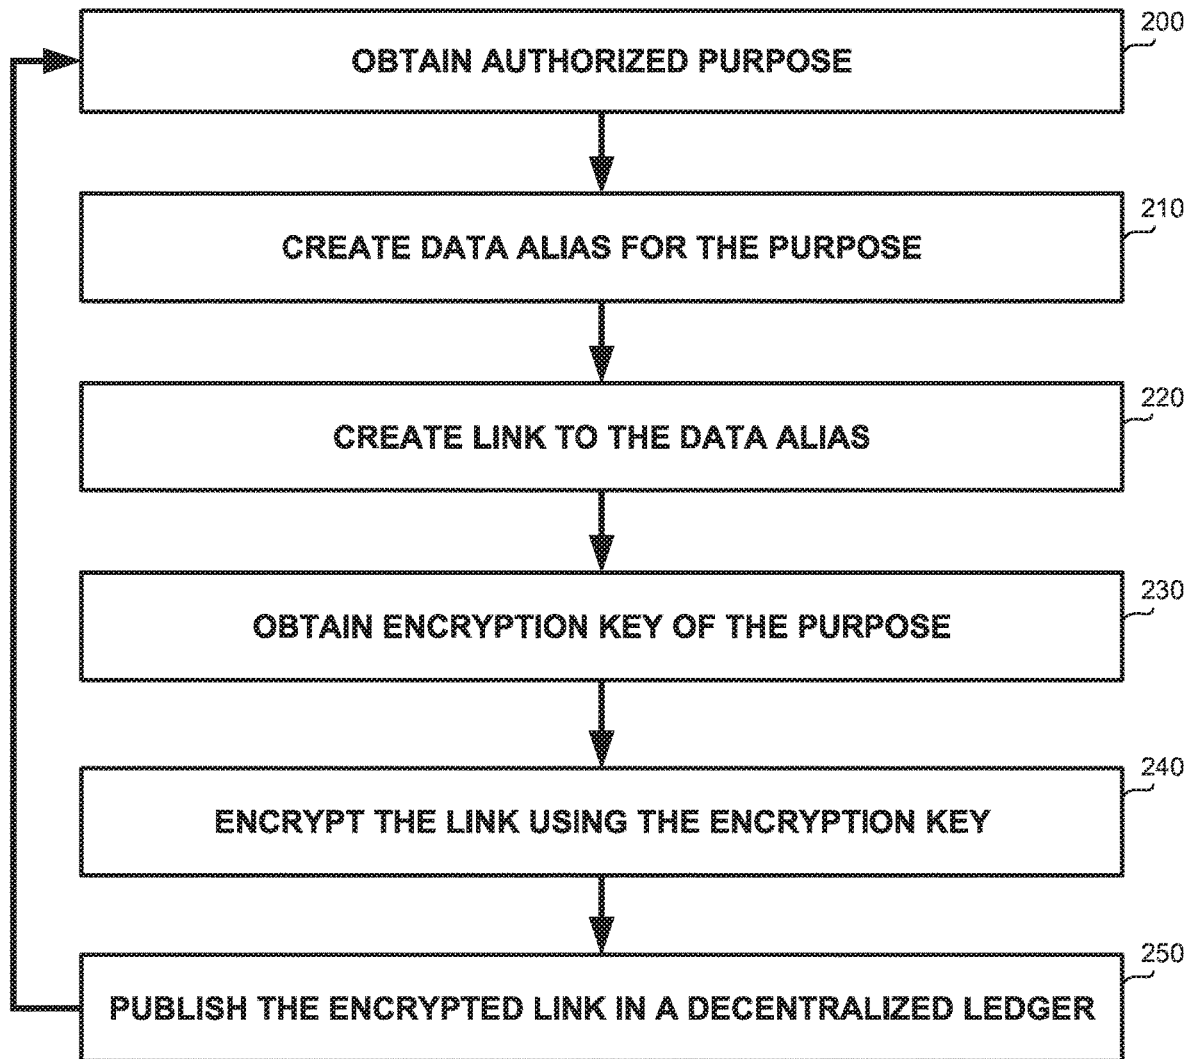 200
OBTAIN AUTHORIZED PURPOSE
210
CREATE DATA ALIAS FOR THE PURPOSE
220
CREATE LINK TO THE DATA ALIAS
230
OBTAIN ENCRYPTION KEY OF THE PURPOSE
240
ENCRYPT THE LINK USING THE ENCRYPTION KEY
250
PUBLISH THE ENCRYPTED LINK IN A DECENTRALIZED LEDGER